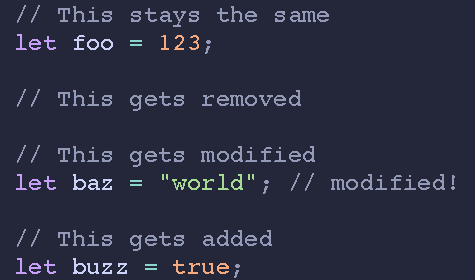 // This stays the same
let foo = 123;
// This gets removed
// This gets modified
let baz = "world"; // modified!
// This gets added
let buzz = true;